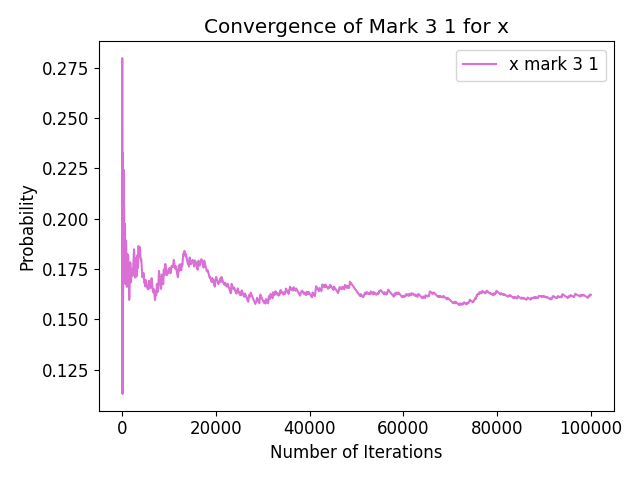 Convergence of Mark 3 1 for x
x mark 3 1
0.275
0.250
0.225
0.200
0.175
0.150
0.125
Probability
0 20000 40000 60000 80000 100000
Number of Iterations